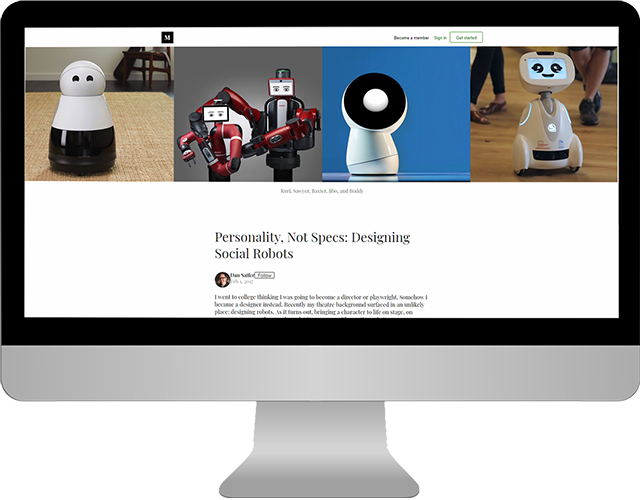 M
Become a member
Sign in
Get started
Kuri, Sawyer, Baxter, Jibo, and Buddy
Personality, Not Specs: Designing
Social Robots
Dan Saffer
Follow
Feb 1, 2017
I went to college thinking I was going to become a director or playwright. Somehow I
became a designer instead. Recently my theatre background surfaced in an unlikely
place: designing robots. As it turns out, bringing a character to life on stage, on